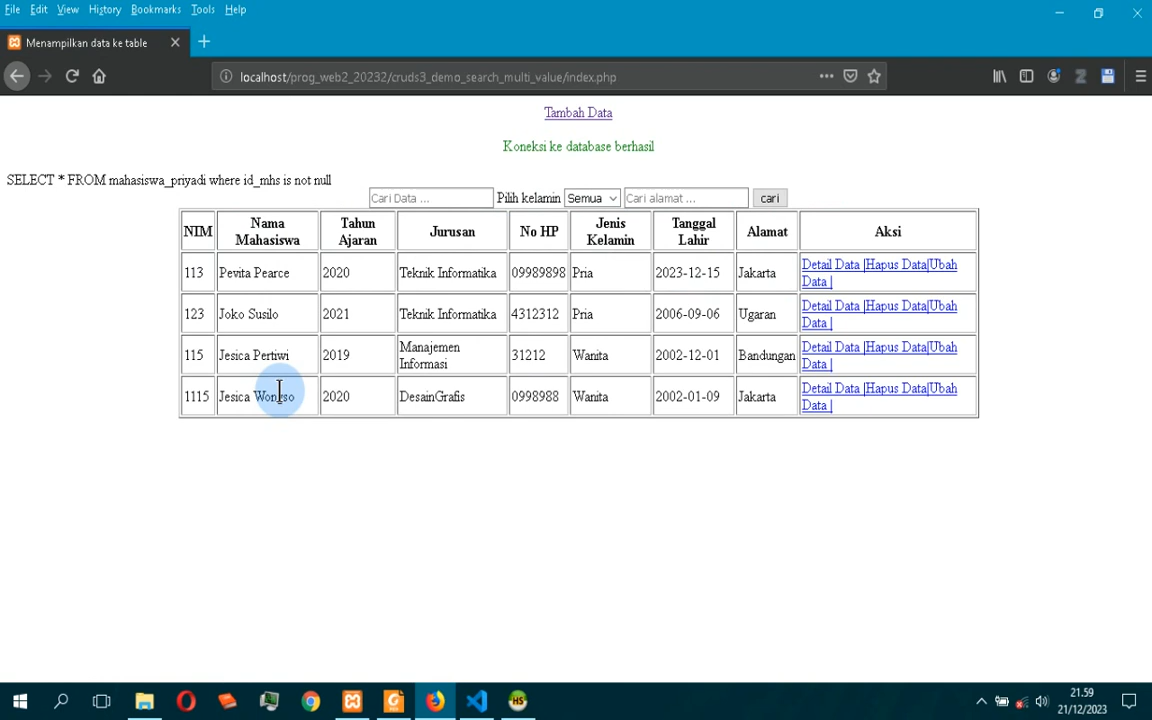 File Edit View History Bookmarks Tools Help
Menampilkan data ke table
localhost/prog_web2_20232/cruds3_demo_search_multi_value/index.php
Tambah Data
Koneksi ke database berhasil
SELECT * FROM mahasiswa_priyadi where id_mhs is not null
Cari Data ... Pilih kelamin Semua Cari alamat ... cari
NIM Nama Mahasiswa Tahun Ajaran Jurusan No HP Jenis Kelamin Tanggal Lahir Alamat Aksi
113 Pevita Pearce 2020 Teknik Informatika 09989898 Pria 2023-12-15 Jakarta Detail Data |Hapus Data|Ubah Data |
123 Joko Susilo 2021 Teknik Informatika 4312312 Pria 2006-09-06 Ugaran Detail Data |Hapus Data|Ubah Data |
115 Jesica Pertiwi 2019 Manajemen Informasi 31212 Wanita 2002-12-01 Bandungan Detail Data |Hapus Data|Ubah Data |
1115 Jesica 2020 DesainGrafis 0998988 Wanita 2002-01-09 Jakarta Detail Data |Hapus Data|Ubah Data |
HS
21.59
21/12/2023